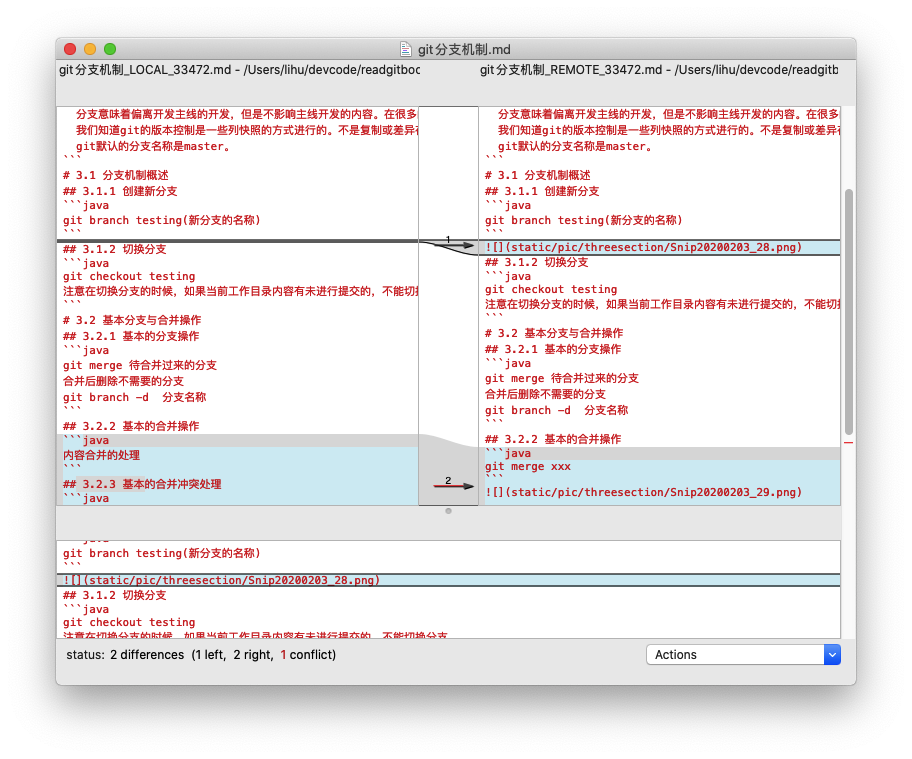 git分支机制.md
git分支机制_LOCAL_33472.md - /Users/lihu/devcode/readgitboc
git分支机制_REMOTE_33472.md - /Users/lihu/devcode/readgitb
分支意味着偏离开发主线的开发，但是不影响主线开发的内容。在很多
我们知道git的版本控制是一些列快照的方式进行的。不是复制或差异
git默认的分支名称是master。
```
# 3.1 分支机制概述
## 3.1.1 创建新分支
```java
git branch testing(新分支的名称)
```
## 3.1.2 切换分支
```java
git checkout testing
注意在切换分支的时候，如果当前工作目录内容有未进行提交的，不能切
```
# 3.2 基本分支与合并操作
## 3.2.1 基本的分支操作
```java
git merge 待合并过来的分支
合并后删除不需要的分支
git branch -d  分支名称
```
## 3.2.2 基本的合并操作
```java
内容合并的处理
```
## 3.2.3 基本的合并冲突处理
```java
1
2
分支意味着偏离开发主线的开发，但是不影响主线开发的内容。在很多
我们知道git的版本控制是一些列快照的方式进行的。不是复制或差异
git默认的分支名称是master。
```
# 3.1 分支机制概述
## 3.1.1 创建新分支
```java
git branch testing(新分支的名称)
```
![](static/pic/threesection/Snip20200203_28.png)
## 3.1.2 切换分支
```java
git checkout testing
注意在切换分支的时候，如果当前工作目录内容有未进行提交的，不能切
```
# 3.2 基本分支与合并操作
## 3.2.1 基本的分支操作
```java
git merge 待合并过来的分支
合并后删除不需要的分支
git branch -d  分支名称
```
## 3.2.2 基本的合并操作
```java
git merge xxx
```
![](static/pic/threesection/Snip20200203_29.png)
```java
git branch testing(新分支的名称)
```
![](static/pic/threesection/Snip20200203_28.png)
## 3.1.2 切换分支
```java
git checkout testing
注意在切换分支的时候，如果当前工作目录内容有未进行提交的，不能切换分支
status: 2 differences (1 left, 2 right, 1 conflict)
Actions